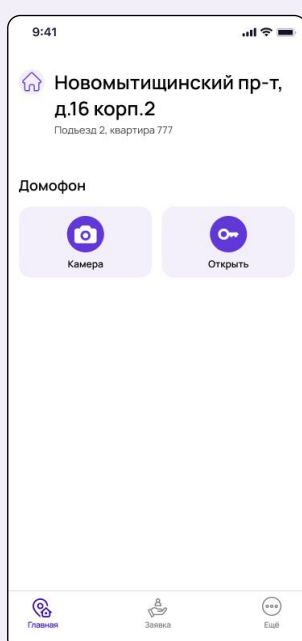 9:41
Новомытищинский пр-т,
д.16 корп.2
Подъезд 2, квартира 777
Домофон
Камера
Открыть
Главная
Заявка
Ещё